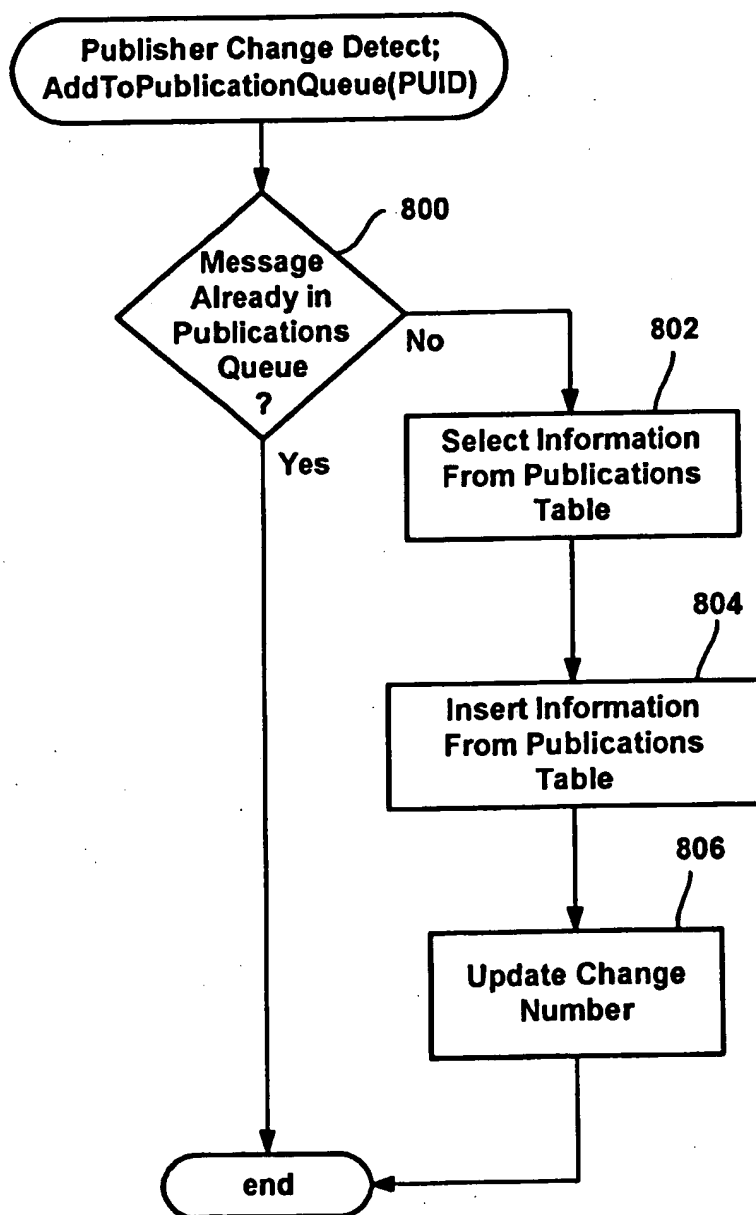 Publisher Change Detect;
AddToPublicationQueue(PUID)
800
Message
Already in
Publications
Queue
?
No
Yes
802
Select Information
From Publications
Table
804
Insert Information
From Publications
Table
806
Update Change
Number
end